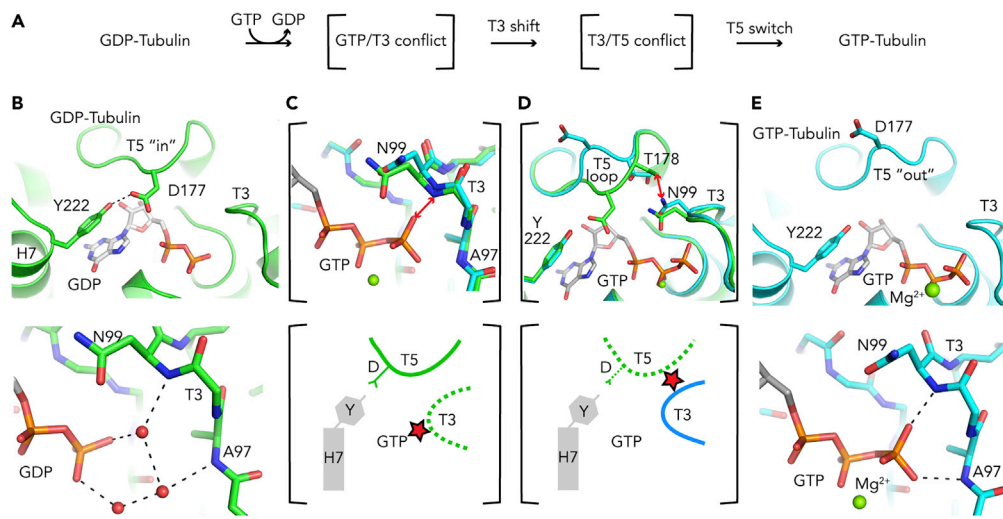 A
GDP-Tubulin
GTP GDP
GTP/T3 conflict
T3 shift
T3/T5 conflict
T5 switch
GTP-Tubulin
B
GDP-Tubulin
T5 "in"
D177
T3
Y222
H7
GDP
N99
T3
A97
GDP
C
N99
T3
GTP
A97
D
T5
Y
T3
GTP
H7
D
T5
loop
T178
N99
T3
Y
222
GTP
D
T5
Y
T3
GTP
H7
E
GTP-Tubulin
D177
T5 "out"
T3
Y222
GTP
Mg²⁺
N99
T3
GTP
A97
Mg²⁺